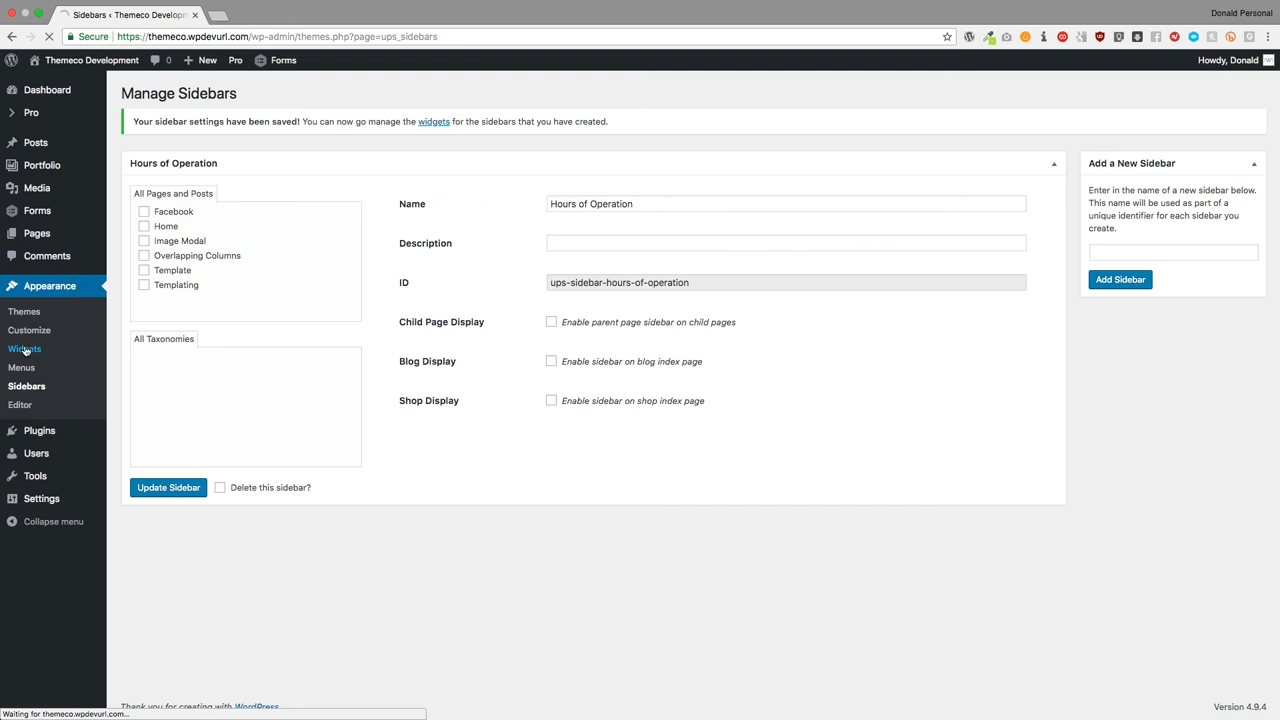 Sidebars ‹ Themeco Developm
Donald Personal
Secure
https://themeco.wpdevurl.com/wp-admin/themes.php?page=ups_sidebars
Themeco Development
0
New
Pro
Forms
Howdy, Donald
Dashboard
Pro
Posts
Portfolio
Media
Forms
Pages
Comments
Appearance
Themes
Customize
Widgets
Menus
Sidebars
Editor
Plugins
Users
Tools
Settings
Collapse menu
Manage Sidebars
Your sidebar settings have been saved! You can now go manage the widgets for the sidebars that you have created.
Hours of Operation
All Pages and Posts
Facebook
Home
Image Modal
Overlapping Columns
Template
Templating
All Taxonomies
Name
Hours of Operation
Description
ID
ups-sidebar-hours-of-operation
Child Page Display
Enable parent page sidebar on child pages
Blog Display
Enable sidebar on blog index page
Shop Display
Enable sidebar on shop index page
Update Sidebar
Delete this sidebar?
Add a New Sidebar
Enter in the name of a new sidebar below.
This name will be used as part of a
unique identifier for each sidebar you
create.
Add Sidebar
Thank you for creating with WordPress
Version 4.9.4
Waiting for themeco.wpdevurl.com...